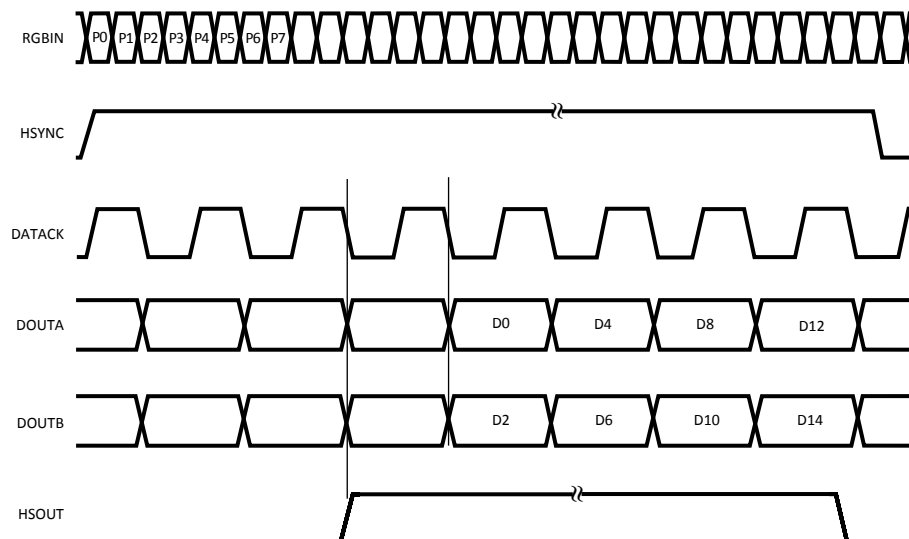 RGBIN P0 P1 P2 P3 P4 P5 P6 P7
HSYNC
DATACK
DOUTA D0 D4 D8 D12
DOUTB D2 D6 D10 D14
HSOUT